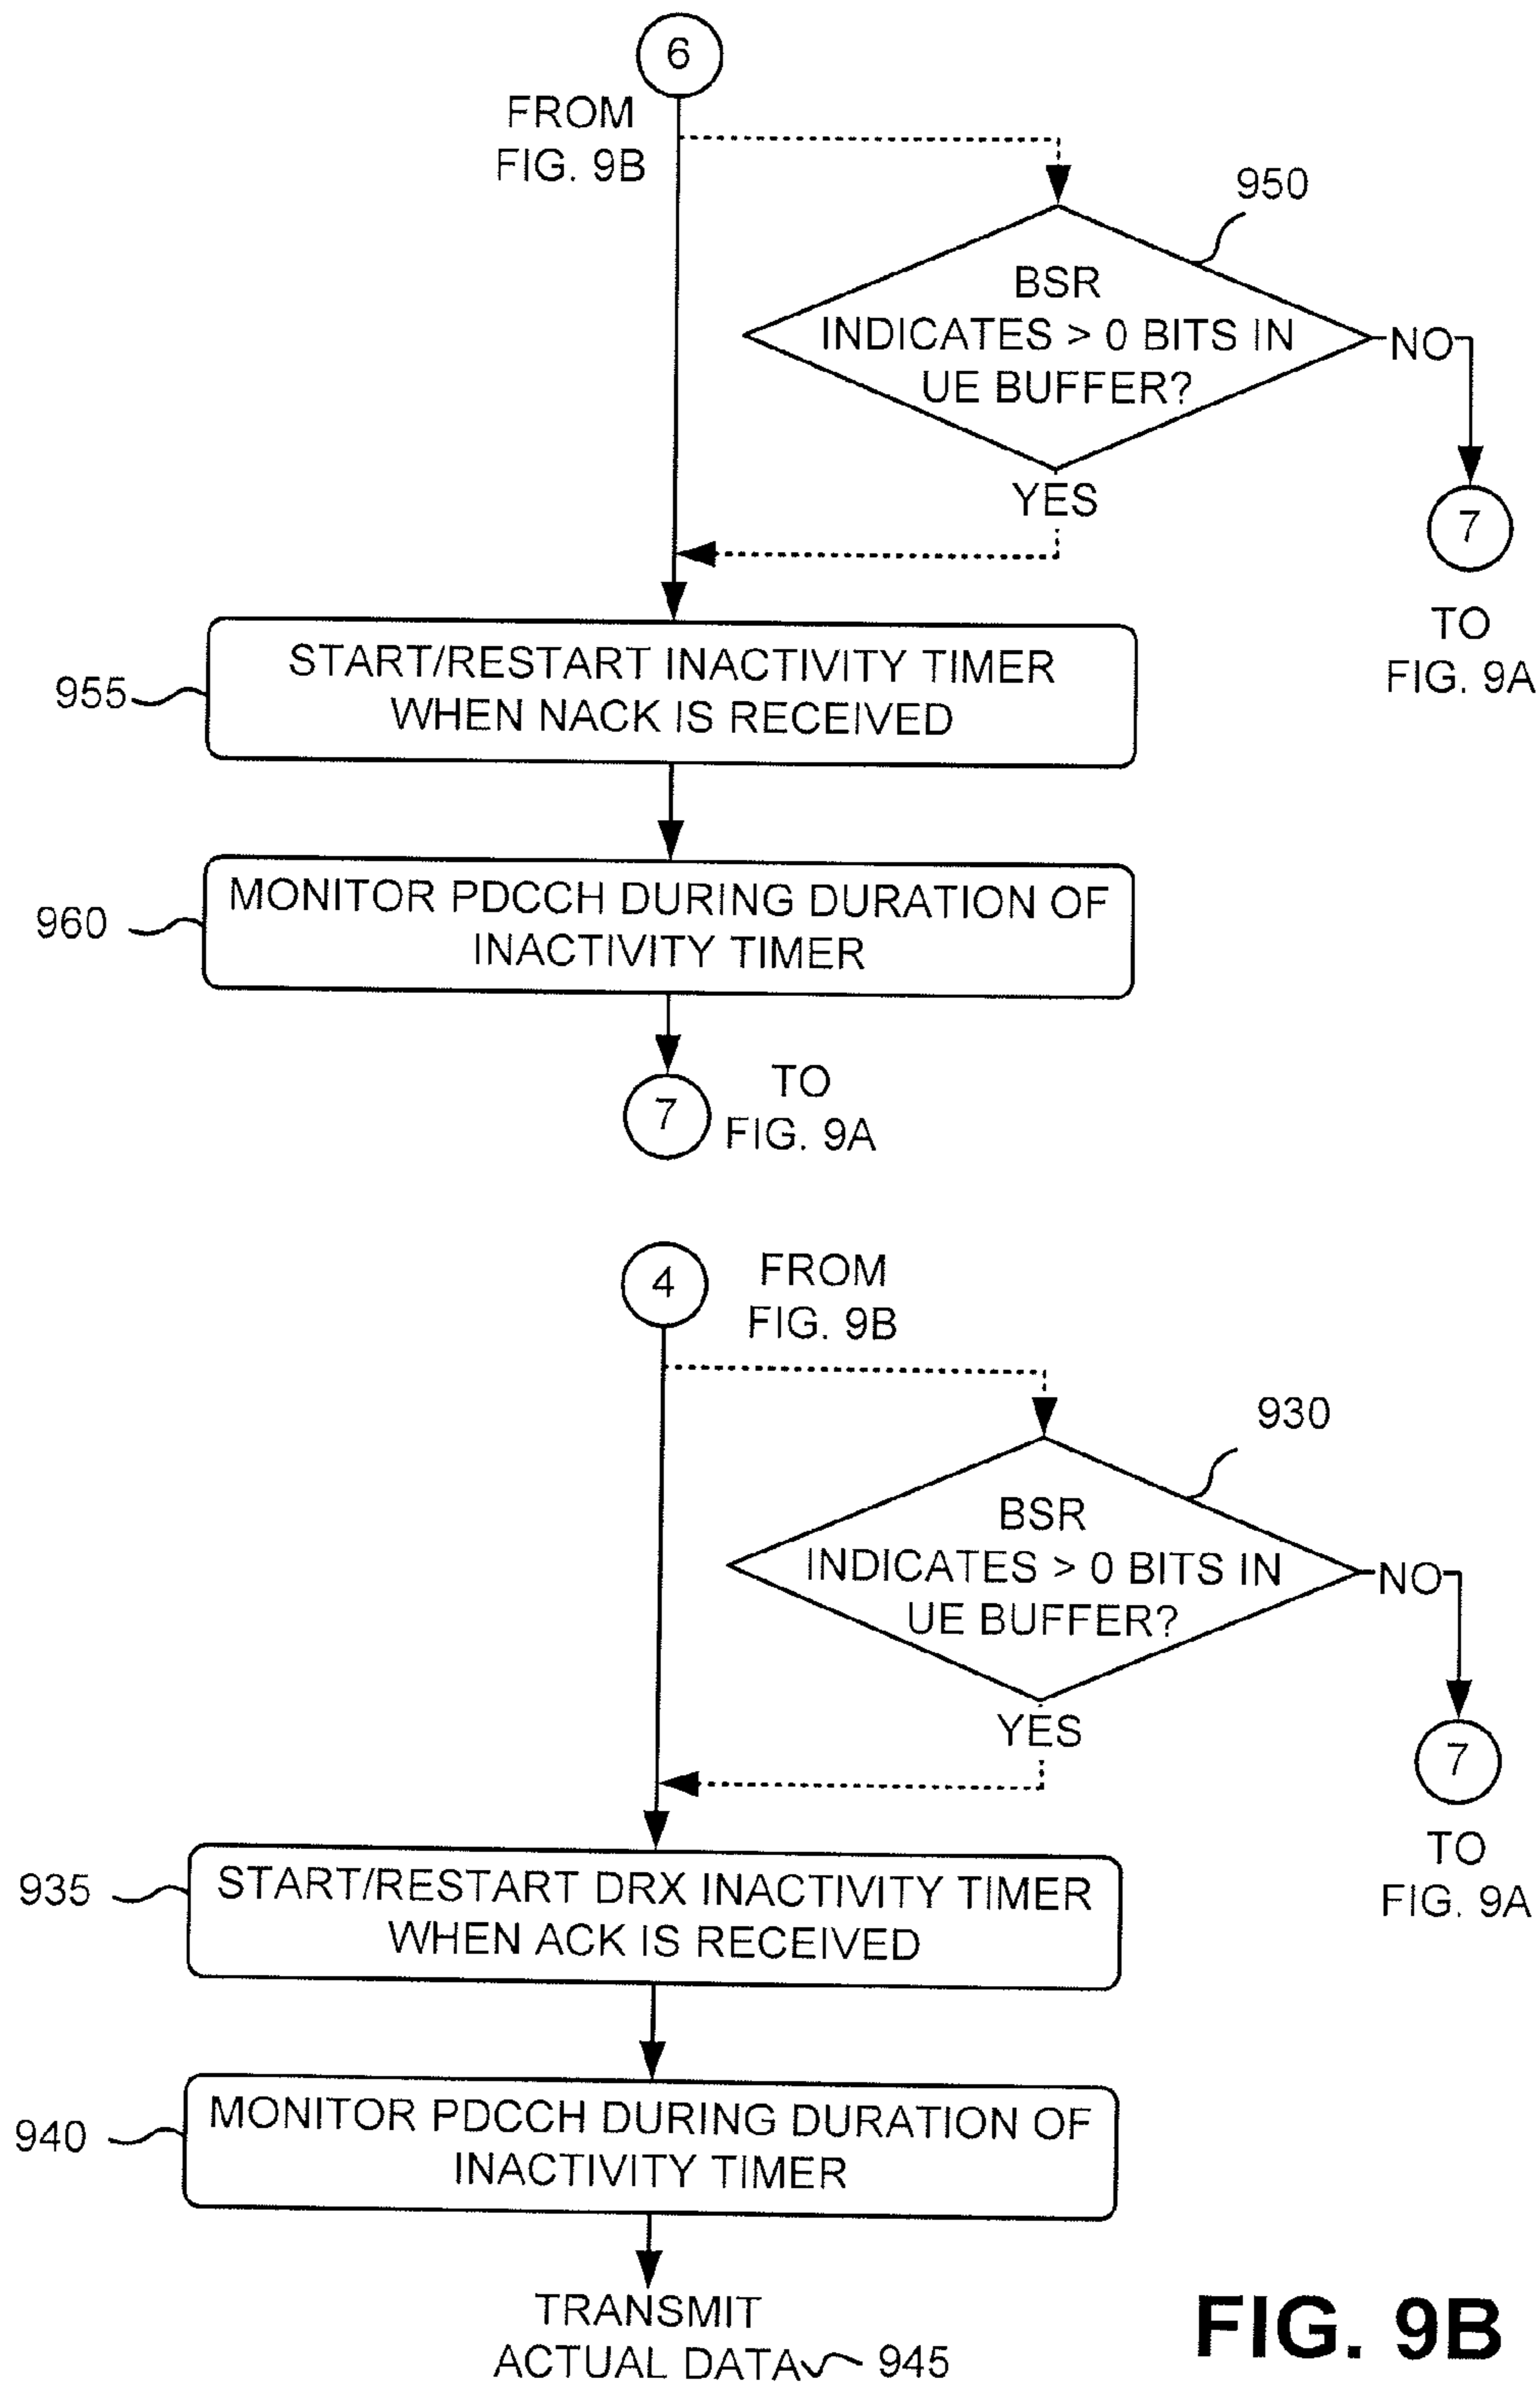 6
FROM
FIG. 9B
950
BSR
INDICATES > 0 BITS IN
UE BUFFER?
NO
YES
7
TO
FIG. 9A
955
START/RESTART INACTIVITY TIMER
WHEN NACK IS RECEIVED
960
MONITOR PDCCH DURING DURATION OF
INACTIVITY TIMER
7
TO
FIG. 9A
4
FROM
FIG. 9B
930
BSR
INDICATES > 0 BITS IN
UE BUFFER?
NO
YES
7
TO
FIG. 9A
935
START/RESTART DRX INACTIVITY TIMER
WHEN ACK IS RECEIVED
940
MONITOR PDCCH DURING DURATION OF
INACTIVITY TIMER
TRANSMIT
ACTUAL DATA
945
FIG. 9B